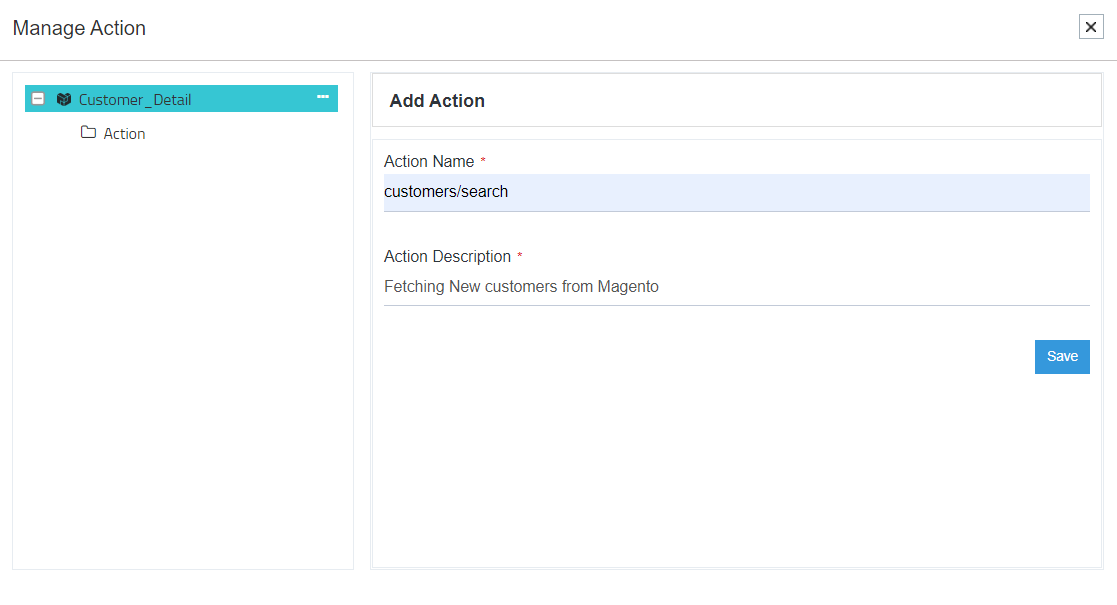 Manage Action
Customer_Detail
Action
Add Action
Action Name *
customers/search
Action Description *
Fetching New customers from Magento
Save